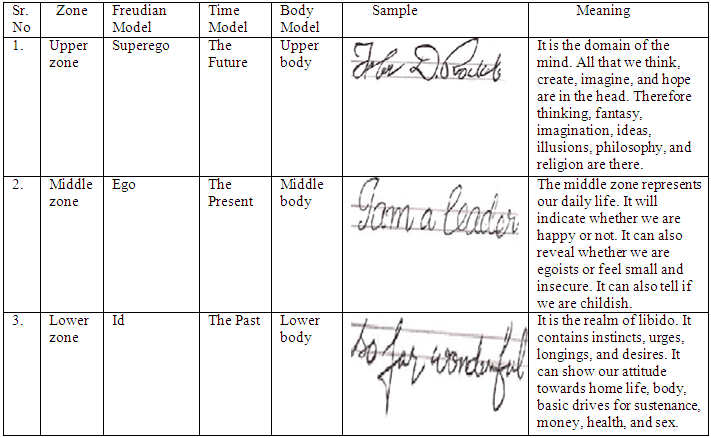 Sr. No Zone Freudian Model Time Model Body Model Sample Meaning
1. Upper zone Superego The Future Upper body
John D.
It is the domain of the
mind. All that we think,
create, imagine, and hope
are in the head. Therefore
thinking, fantasy,
imagination, ideas,
illusions, philosophy, and
religion are there.
2. Middle zone Ego The Present Middle body
I am a leader
The middle zone represents
our daily life. It will
indicate whether we are
happy or not. It can also
reveal whether we are
egoists or feel small and
insecure. It can also tell if
we are childish.
3. Lower zone Id The Past Lower body
so far wonderful
It is the realm of libido. It
contains instincts, urges,
longings, and desires. It
can show our attitude
towards home life, body,
basic drives for sustenance,
money, health, and sex.